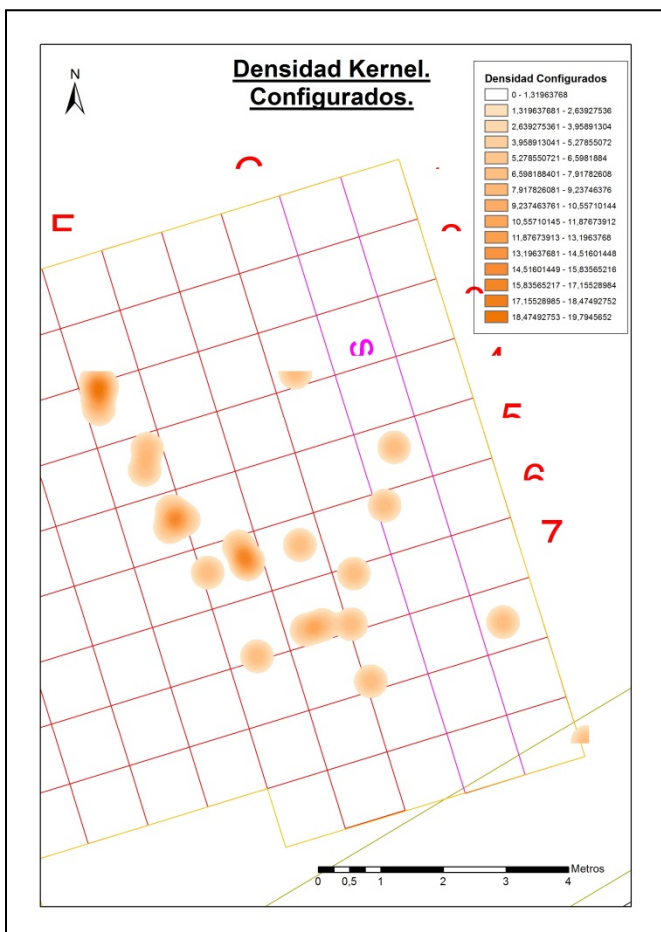 Densidad Kernel.
Configurados.
N
Densidad Configurados
0 - 1,31963768
1,319637681 - 2,63927536
2,639275361 - 3,95891304
3,958913041 - 5,27855072
5,278550721 - 6,5981884
6,598188401 - 7,91782608
7,917826081 - 9,23746376
9,237463761 - 10,55710144
10,55710145 - 11,87673912
11,87673913 - 13,1963768
13,19637681 - 14,51601448
14,51601449 - 15,83565216
15,83565217 - 17,15528984
17,15528985 - 18,47492752
18,47492753 - 19,7945652
5
6
7
Metros
0 0,5 1 2 3 4